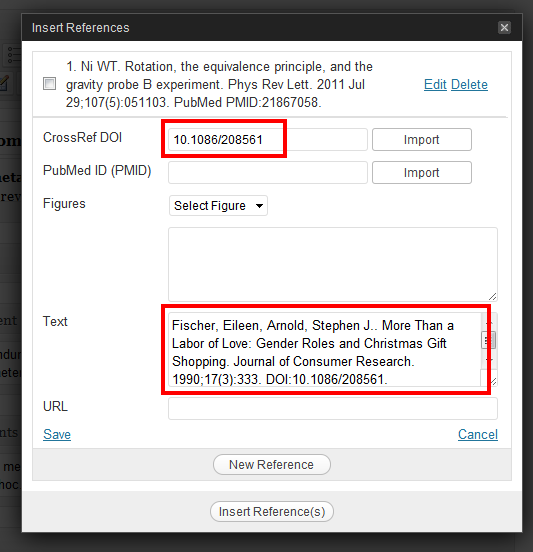 Insert References
1. Ni WT. Rotation, the equivalence principle, and the
gravity probe B experiment. Phys Rev Lett. 2011 Jul
29;107(5):051103. PubMed PMID:21867058.
Edit Delete
CrossRef DOI 10.1086/208561 Import
PubMed ID (PMID) Import
Figures Select Figure
Text
Fischer, Eileen, Arnold, Stephen J.. More Than a
Labor of Love: Gender Roles and Christmas Gift
Shopping. Journal of Consumer Research.
1990;17(3):333. DOI:10.1086/208561.
URL
Save Cancel
New Reference
Insert Reference(s)